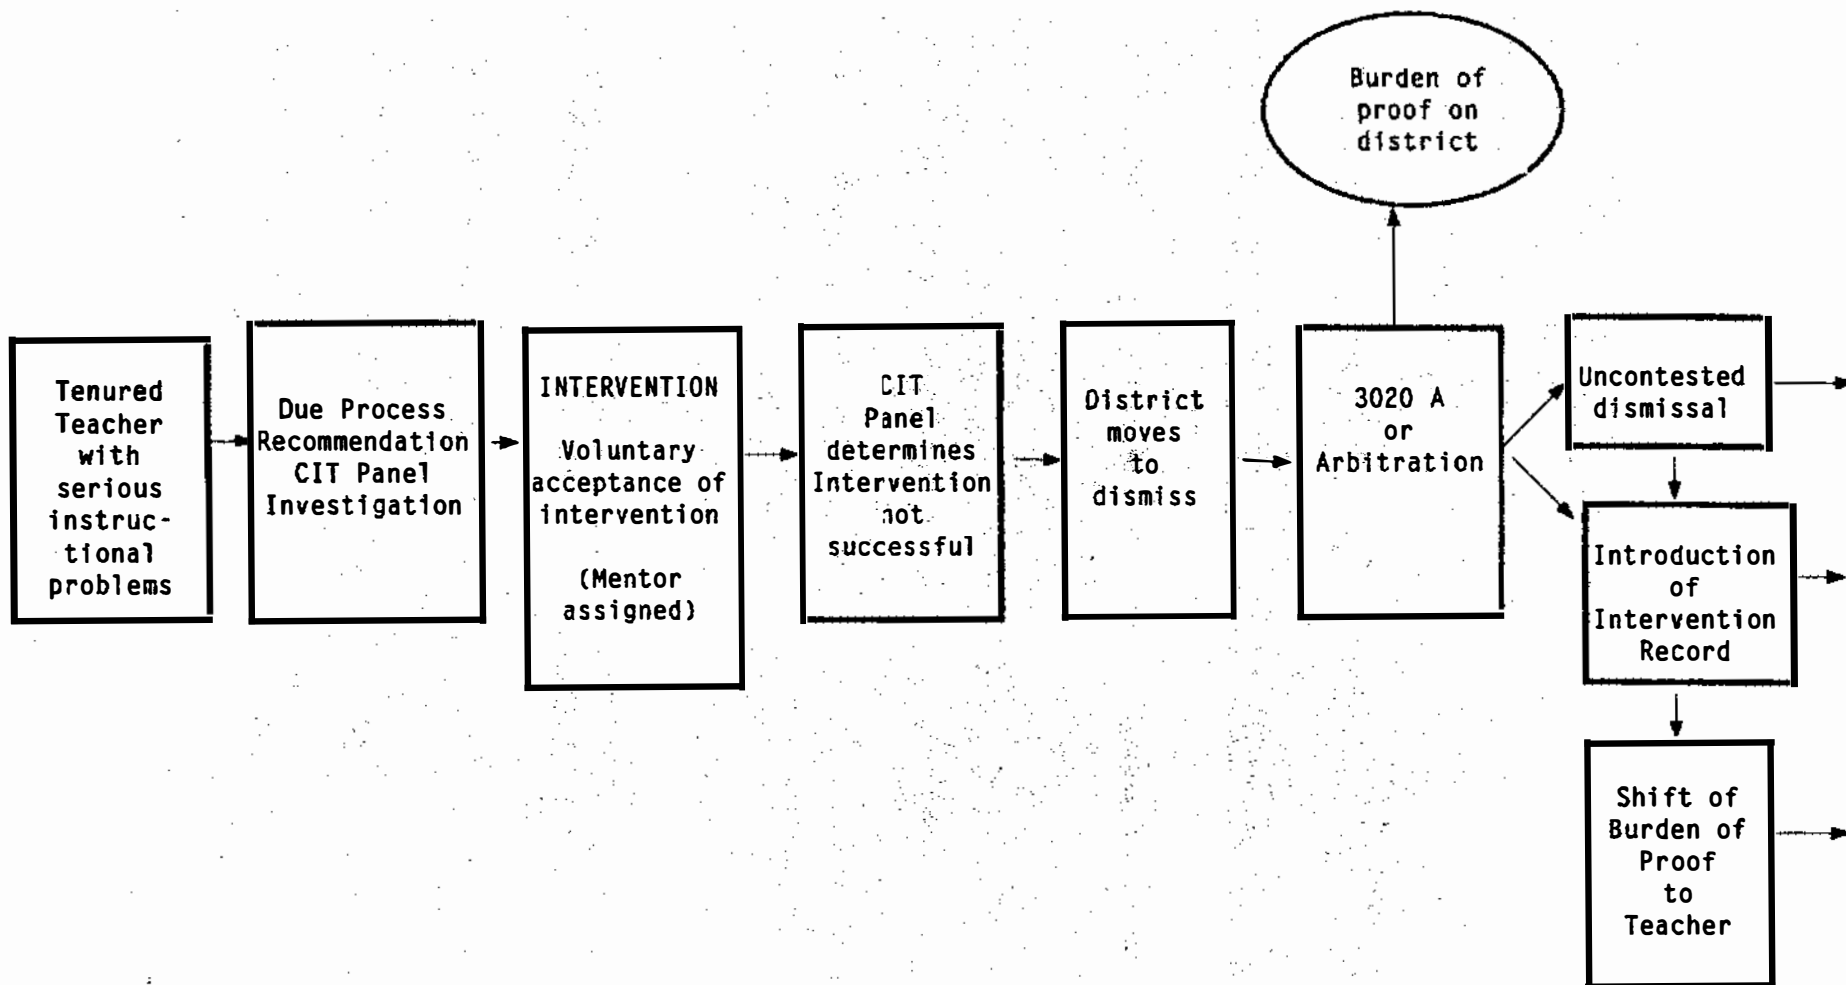 Burden of
proof on
district
Tenured
Teacher
with
serious
instruc-
tional
problems
Due Process
Recommendation
CIT Panel
Investigation
INTERVENTION
Voluntary
acceptance of
intervention
(Mentor
assigned)
CIT
Panel
determines
Intervention
not
successful
District
moves
to
dismiss
3020 A
or
Arbitration
Uncontested
dismissal
Introduction
of
Intervention
Record
Shift of
Burden of
Proof
to
Teacher